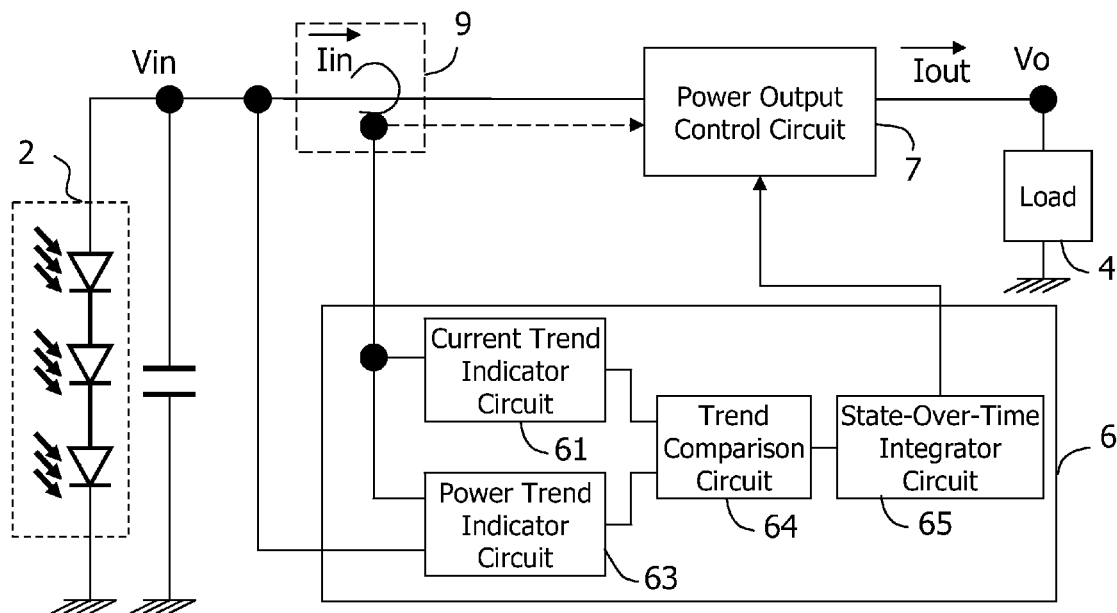 9
Iin
Vin
Iout
Vo
Power Output
Control Circuit
7
2
Load
4
Current Trend
Indicator
Circuit
61
Trend
Comparison
Circuit
64
State-Over-Time
Integrator
Circuit
65
6
Power Trend
Indicator
Circuit
63